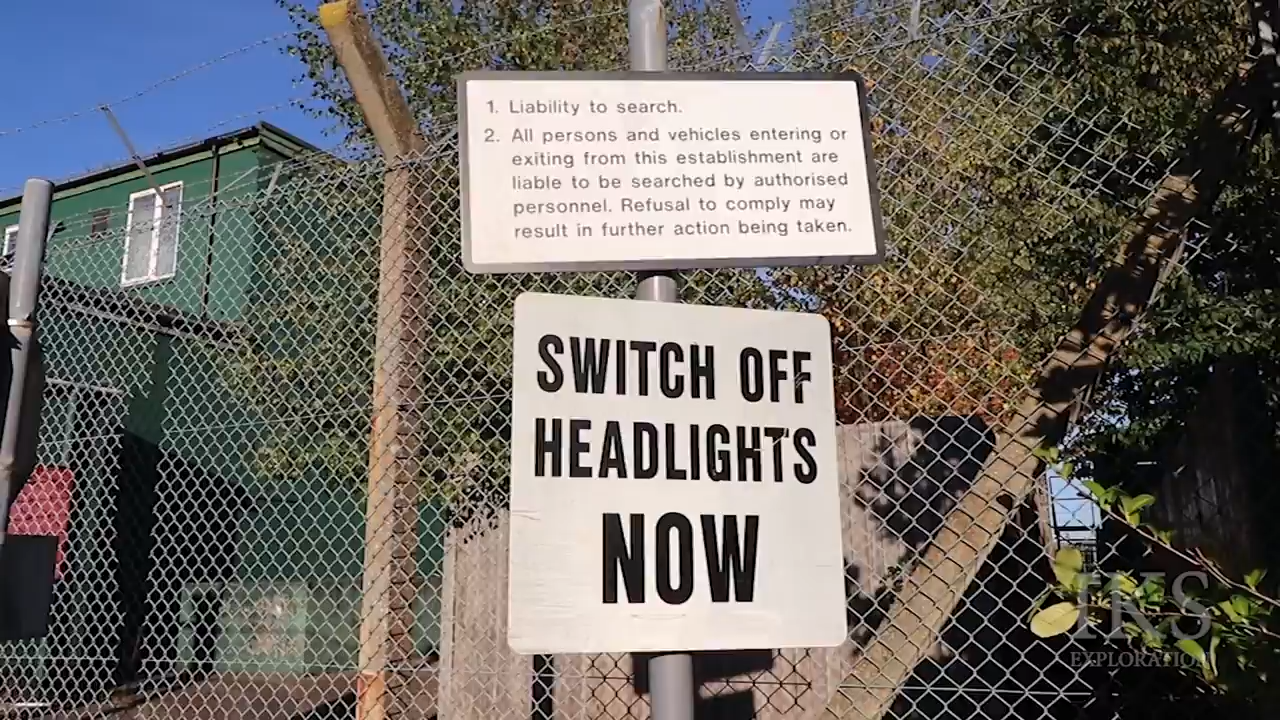 1. Liability to search.
2. All persons and vehicles entering or
exiting from this establishment are
liable to be searched by authorised
personnel. Refusal to comply may
result in further action being taken.
SWITCH OFF
HEADLIGHTS
NOW
IKS
EXPLORATION